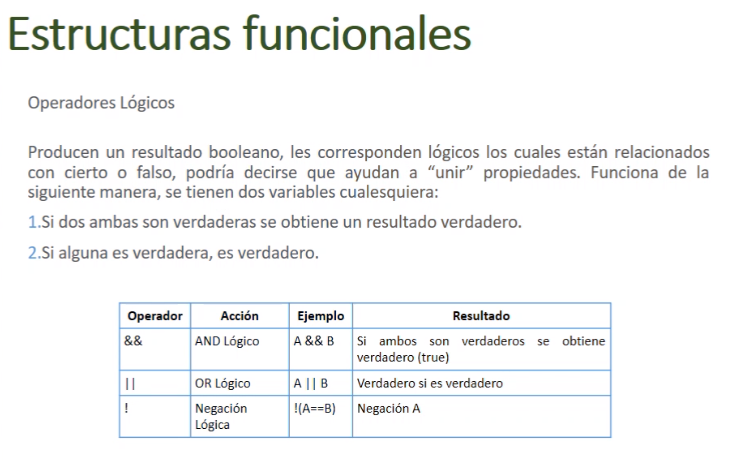 Estructuras funcionales
Operadores Lógicos
Producen un resultado booleano, les corresponden lógicos los cuales están relacionados
con cierto o falso, podría decirse que ayudan a “unir” propiedades. Funciona de la
siguiente manera, se tienen dos variables cualesquiera:
1.Si dos ambas son verdaderas se obtiene un resultado verdadero.
2.Si alguna es verdadera, es verdadero.
Operador Acción Ejemplo Resultado
&& AND Lógico A && B Si ambos son verdaderos se obtiene
verdadero (true)
|| OR Lógico A || B Verdadero si es verdadero
! Negación !(A==B) Negación A
Lógica